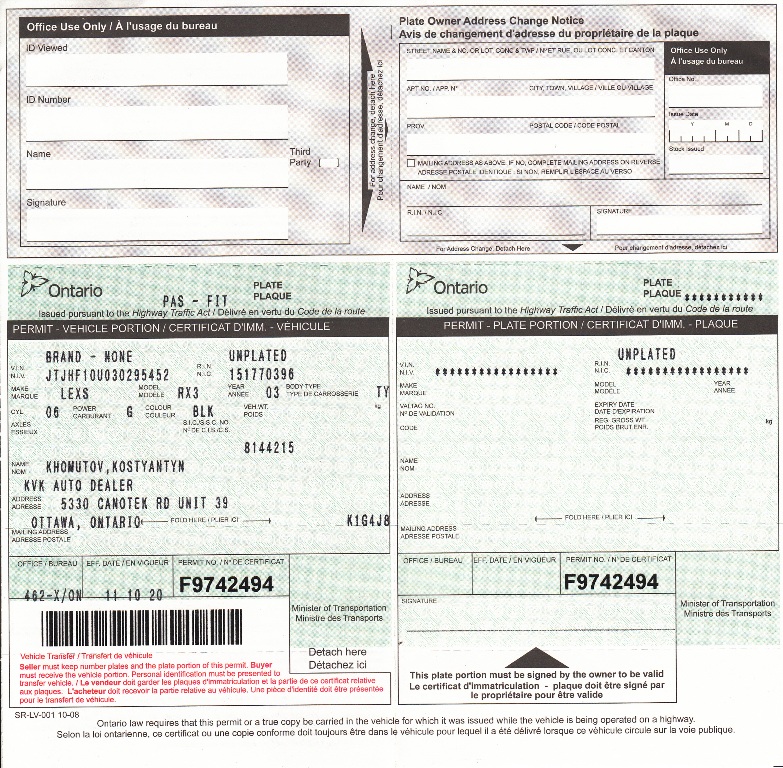 Office Use Only / À l'usage du bureau
ID Viewed
ID Number
Name
Third Party
Signature
For address change, detach here
Pour changement d'adresse, détachez ici
Plate Owner Address Change Notice
Avis de changement d'adresse du propriétaire de la plaque
STREET NAME & NO. OR LOT, CONC & TWP / Nº ET RUE, OU LOT CONC. ET CANTON
Office Use Only
À l'usage du bureau
Office No.
APT NO. / APP. Nº CITY, TOWN, VILLAGE / VILLE OU VILLAGE
Issue Date
Y M D
PROV POSTAL CODE / CODE POSTAL
Stock Issued
MAILING ADDRESS AS ABOVE. IF NO, COMPLETE MAILING ADDRESS ON REVERSE
ADRESSE POSTALE IDENTIQUE : SI NON, REMPLIR L'ESPACE AU VERSO
NAME / NOM
R.I.N. / N.I.C. SIGNATURE
For Address Change, Detach Here Pour changement d'adresse, détachez ici
Ontario
PAS - FIT
PLATE
PLAQUE
Issued pursuant to the Highway Traffic Act / Délivré en vertu du Code de la route
PERMIT - VEHICLE PORTION / CERTIFICAT D'IMM. - VÉHICULE
BRAND - NONE UNPLATED
V.I.N. N.I.V. JTJHF10U030295452 R.I.N. N.I.C. 151770396
MAKE MARQUE LEXS MODEL MODÈLE RX3 YEAR ANNÉE 03 BODY TYPE TYPE DE CARROSSERIE TY
CYL 06 POWER CARBURANT G COLOUR COULEUR BLK VEH.WT. POIDS kg
AXLES ESSIEUX S.I.C./S.I.C. NO. Nº DE C.I.S./C.I.S.
8144215
NAME NOM KHOMUTOV,KOSTYANTYN
KVK AUTO DEALER
ADDRESS ADRESSE 5330 CANOTEK RD UNIT 39
OTTAWA, ONTARIO FOLD HERE / PLIER ICI K1G4J8
MAILING ADDRESS
ADRESSE POSTALE
OFFICE / BUREAU EFF. DATE / EN VIGUEUR PERMIT NO. / Nº DE CERTIFICAT
F9742494
462-X/ON 11 10 20
Minister of Transportation
Ministre des Transports
Vehicle Transfer / Transfert de véhicule
Seller must keep number plates and the plate portion of this permit. Buyer
must receive the vehicle portion. Personal identification must be presented to
transfer vehicle. / Le vendeur doit garder les plaques d'immatriculation et la partie de ce certificat relative
aux plaques. L'acheteur doit recevoir la partie relative au véhicule. Une pièce d'identité doit être présentée
pour le transfert de véhicule.
Detach here
Détachez ici
SR-LV-001 10-08
Ontario
PLATE
PLAQUE ***********
Issued pursuant to the Highway Traffic Act / Délivré en vertu du Code de la route
PERMIT - PLATE PORTION / CERTIFICAT D'IMM. - PLAQUE
UNPLATED
V.I.N. N.I.V. ***************** R.I.N. N.I.C. *****************
MAKE MARQUE MODEL MODÈLE YEAR ANNÉE
VALTAG NO. Nº DE VALIDATION EXPIRY DATE DATE D'EXPIRATION
CODE REG. GROSS WT. POIDS BRUT ENR. kg
NAME
NOM
ADDRESS
ADRESSE
FOLD HERE / PLIER ICI
MAILING ADDRESS
ADRESSE POSTALE
OFFICE / BUREAU EFF. DATE / EN VIGUEUR PERMIT NO. / Nº DE CERTIFICAT
F9742494
SIGNATURE
Minister of Transportation
Ministre des Transports
This plate portion must be signed by the owner to be valid
Le certificat d'immatriculation - plaque doit être signé par
le propriétaire pour être valide
Ontario law requires that this permit or a true copy be carried in the vehicle for which it was issued while the vehicle is being operated on a highway.
Selon la loi ontarienne, ce certificat ou une copie conforme doit toujours être dans le véhicule pour lequel il a été délivré lorsque ce véhicule circule sur la voie publique.